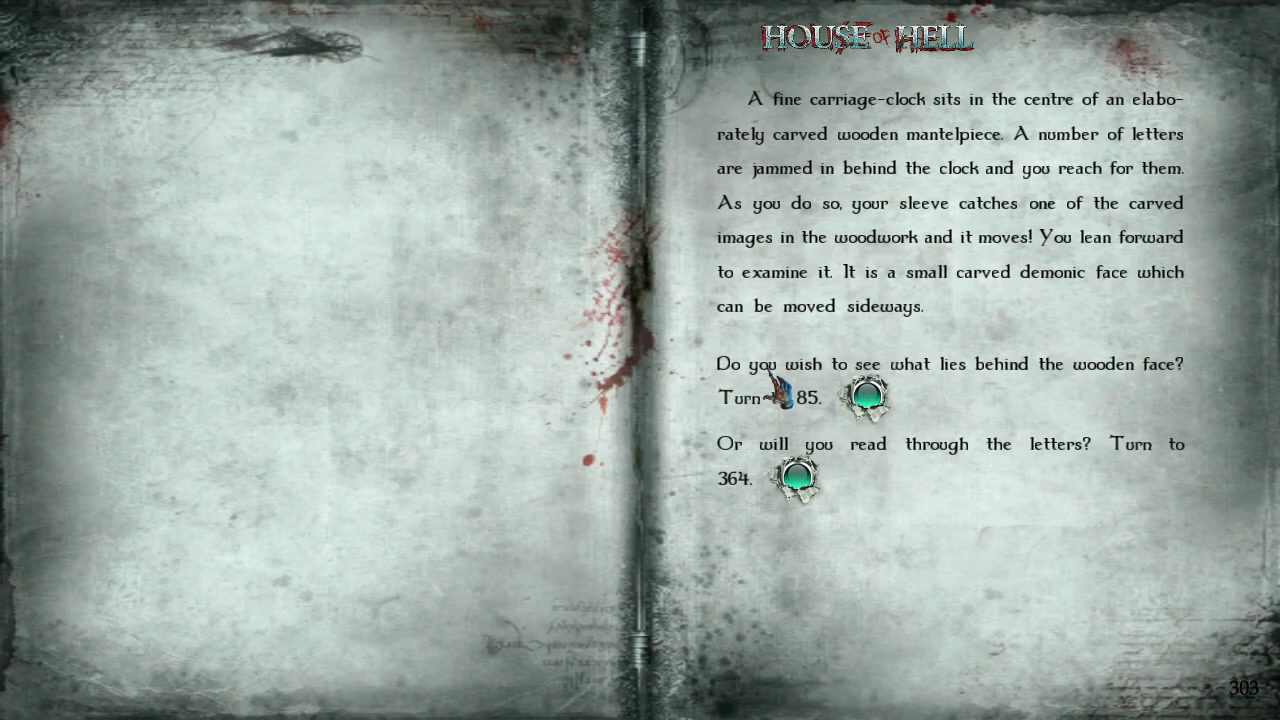 HOUSE OF HELL
A fine carriage-clock sits in the centre of an elabo-
rately carved wooden mantelpiece. A number of letters
are jammed in behind the clock and you reach for them.
As you do so, your sleeve catches one of the carved
images in the woodwork and it moves! You lean forward
to examine it. It is a small carved demonic face which
can be moved sideways.
Do you wish to see what lies behind the wooden face?
Turn 85.
Or will you read through the letters? Turn to
364.
303